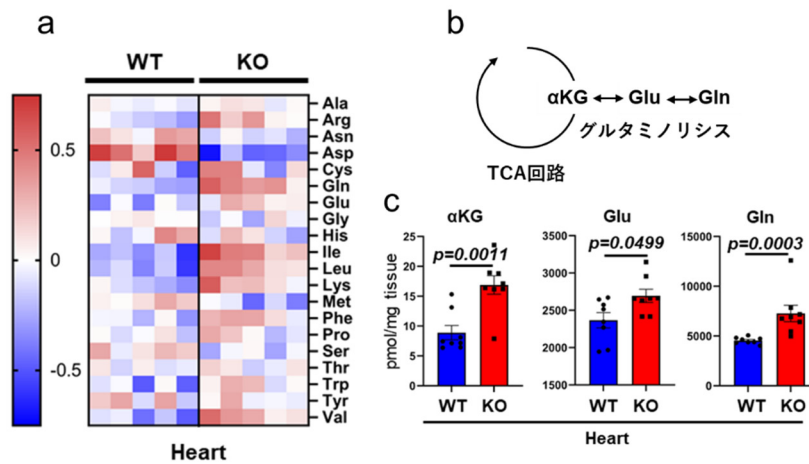 a
WT KO
0.5
0
-0.5
Ala
Arg
Asn
Asp
Cys
Gln
Glu
Gly
His
Ile
Leu
Lys
Met
Phe
Pro
Ser
Thr
Trp
Tyr
Val
Heart
b
αKG Glu Gln
グルタミノリシス
TCA回路
c
αKG
p=0.0011
pmol/mg tissue
25
20
15
10
5
0
WT KO
Glu
p=0.0499
3500
3000
2500
2000
1500
WT KO
Gln
p=0.0003
15000
10000
5000
0
WT KO
Heart